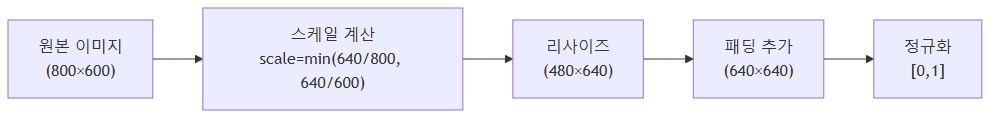 원본 이미지
(800×600)
스케일 계산
scale=min(640/800,
640/600)
리사이즈
(480×640)
패딩 추가
(640×640)
정규화
[0,1]